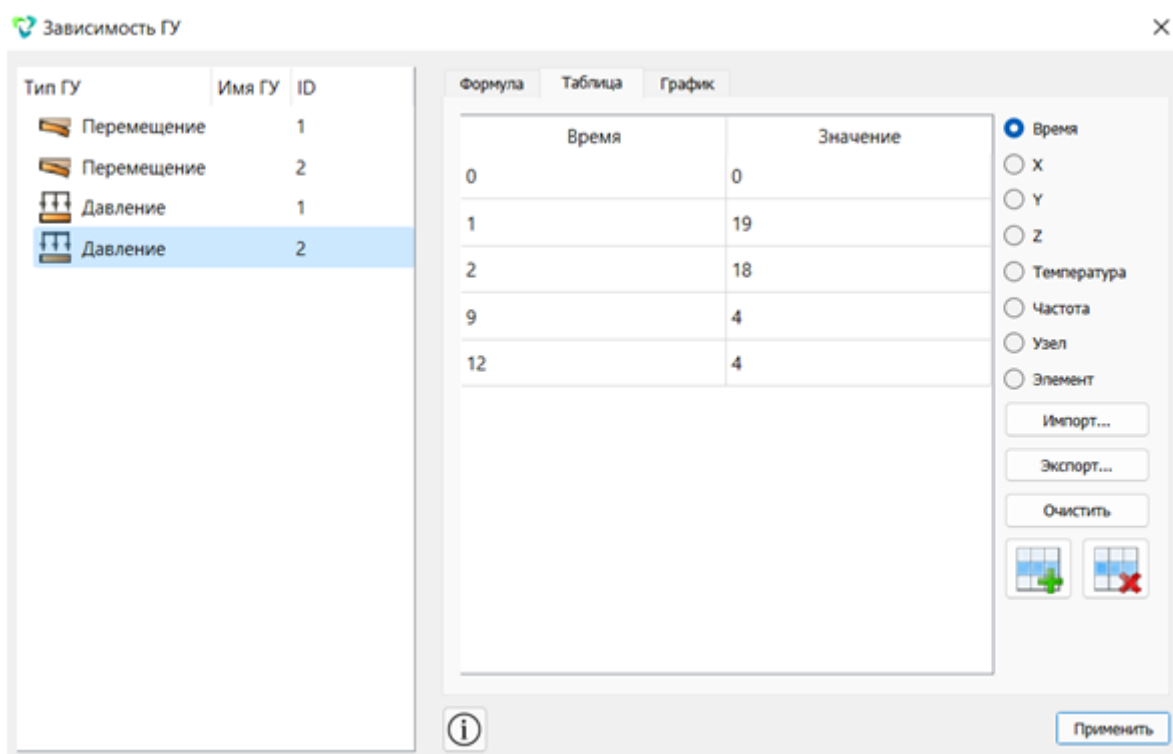 Зависимость ГУ
Тип ГУ Имя ГУ ID
Перемещение 1
Перемещение 2
Давление 1
Давление 2
Формула Таблица График
Время Значение
0 0
1 19
2 18
9 4
12 4
Время
X
Y
Z
Температура
Частота
Узел
Элемент
Импорт...
Экспорт...
Очистить
Применить